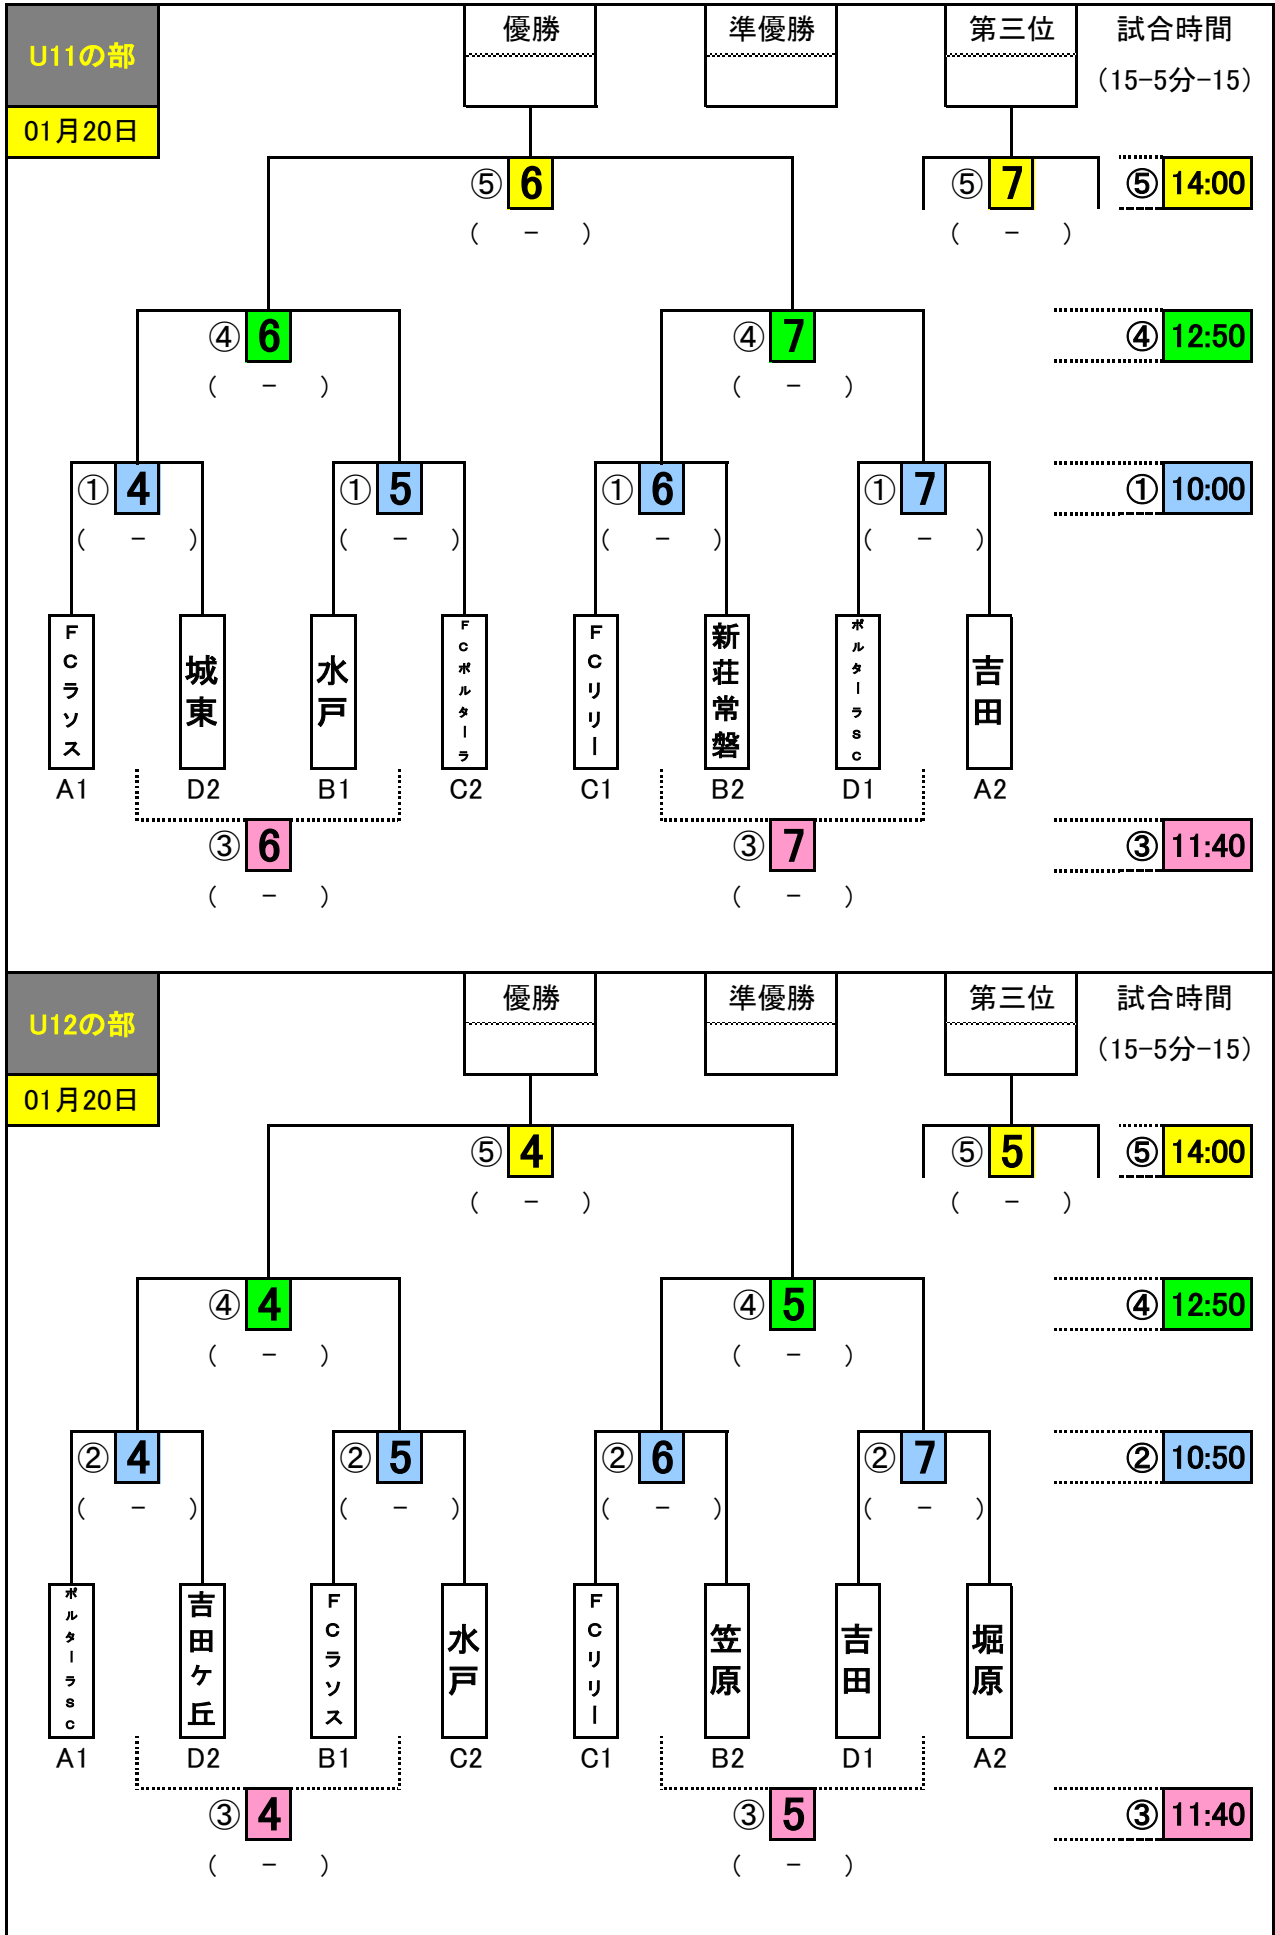 U11の部
優勝
準優勝
第三位
試合時間
(15-5分-15)
01月20日
⑤ 6
⑤ 7
⑤ 14:00
( - )
( - )
④ 6
④ 7
④ 12:50
( - )
( - )
① 4
① 5
① 6
① 7
① 10:00
( - )
( - )
( - )
( - )
FCラソス
城東
水戸
FCポルターラ
FCリリー
新荘常磐
ポルターラSC
吉田
A1
D2
B1
C2
C1
B2
D1
A2
③ 6
③ 7
③ 11:40
( - )
( - )
U12の部
優勝
準優勝
第三位
試合時間
(15-5分-15)
01月20日
⑤ 4
⑤ 5
⑤ 14:00
( - )
( - )
④ 4
④ 5
④ 12:50
( - )
( - )
② 4
② 5
② 6
② 7
② 10:50
( - )
( - )
( - )
( - )
ポルターラSC
吉田ヶ丘
FCラソス
水戸
FCリリー
笠原
吉田
堀原
A1
D2
B1
C2
C1
B2
D1
A2
③ 4
③ 5
③ 11:40
( - )
( - )